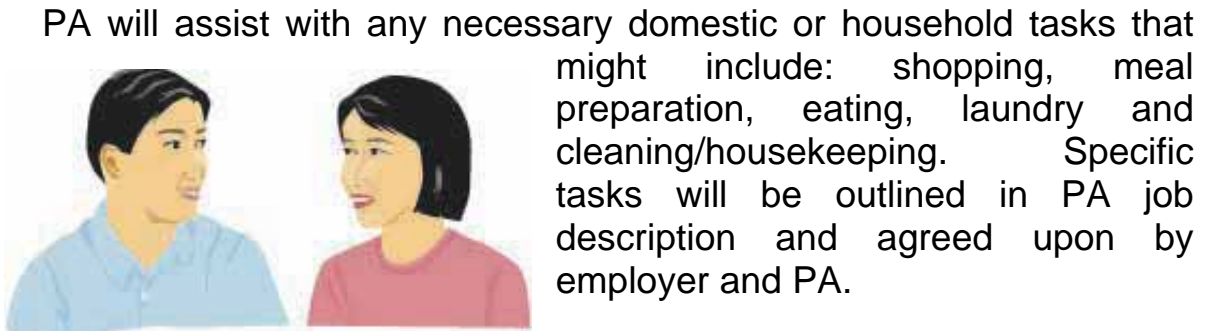 PA will assist with any necessary domestic or household tasks that
might include: shopping, meal
preparation, eating, laundry and
cleaning/housekeeping. Specific
tasks will be outlined in PA job
description and agreed upon by
employer and PA.